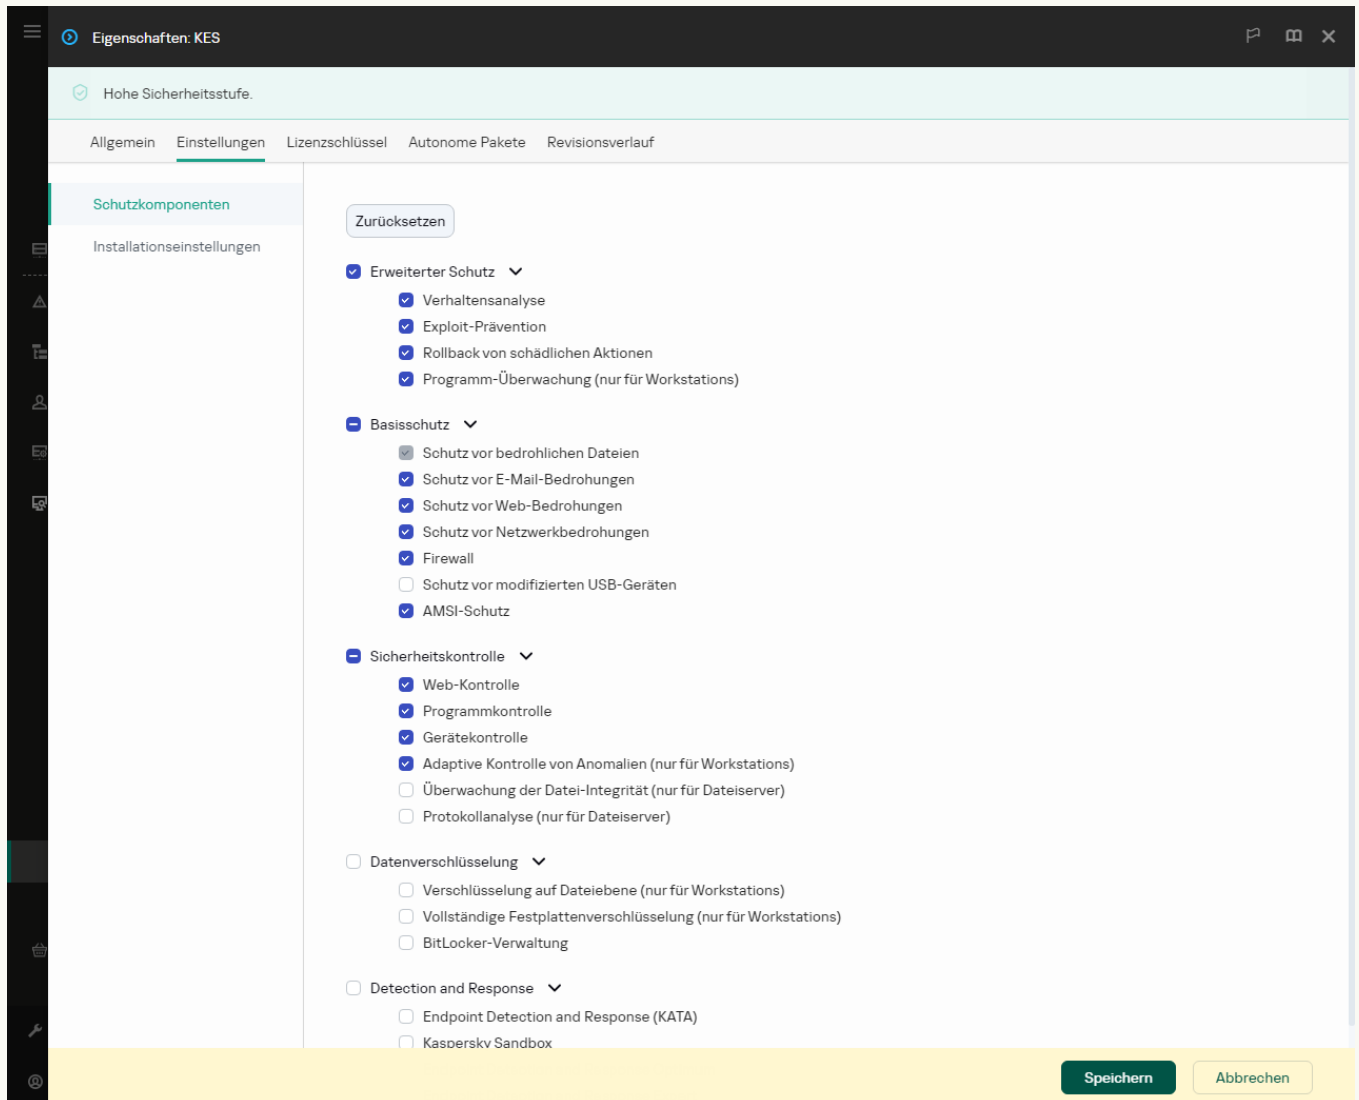 Eigenschaften: KES
Hohe Sicherheitsstufe.
Allgemein Einstellungen Lizenzschlüssel Autonome Pakete Revisionsverlauf
Schutzkomponenten
Installationseinstellungen
Zurücksetzen
Erweiterter Schutz
Verhaltensanalyse
Exploit-Prävention
Rollback von schädlichen Aktionen
Programm-Überwachung (nur für Workstations)
Basisschutz
Schutz vor bedrohlichen Dateien
Schutz vor E-Mail-Bedrohungen
Schutz vor Web-Bedrohungen
Schutz vor Netzwerkbedrohungen
Firewall
Schutz vor modifizierten USB-Geräten
AMSI-Schutz
Sicherheitskontrolle
Web-Kontrolle
Programmkontrolle
Gerätekontrolle
Adaptive Kontrolle von Anomalien (nur für Workstations)
Überwachung der Datei-Integrität (nur für Dateiserver)
Protokollanalyse (nur für Dateiserver)
Datenverschlüsselung
Verschlüsselung auf Dateiebene (nur für Workstations)
Vollständige Festplattenverschlüsselung (nur für Workstations)
BitLocker-Verwaltung
Detection and Response
Endpoint Detection and Response (KATA)
Kaspersky Sandbox
Speichern Abbrechen